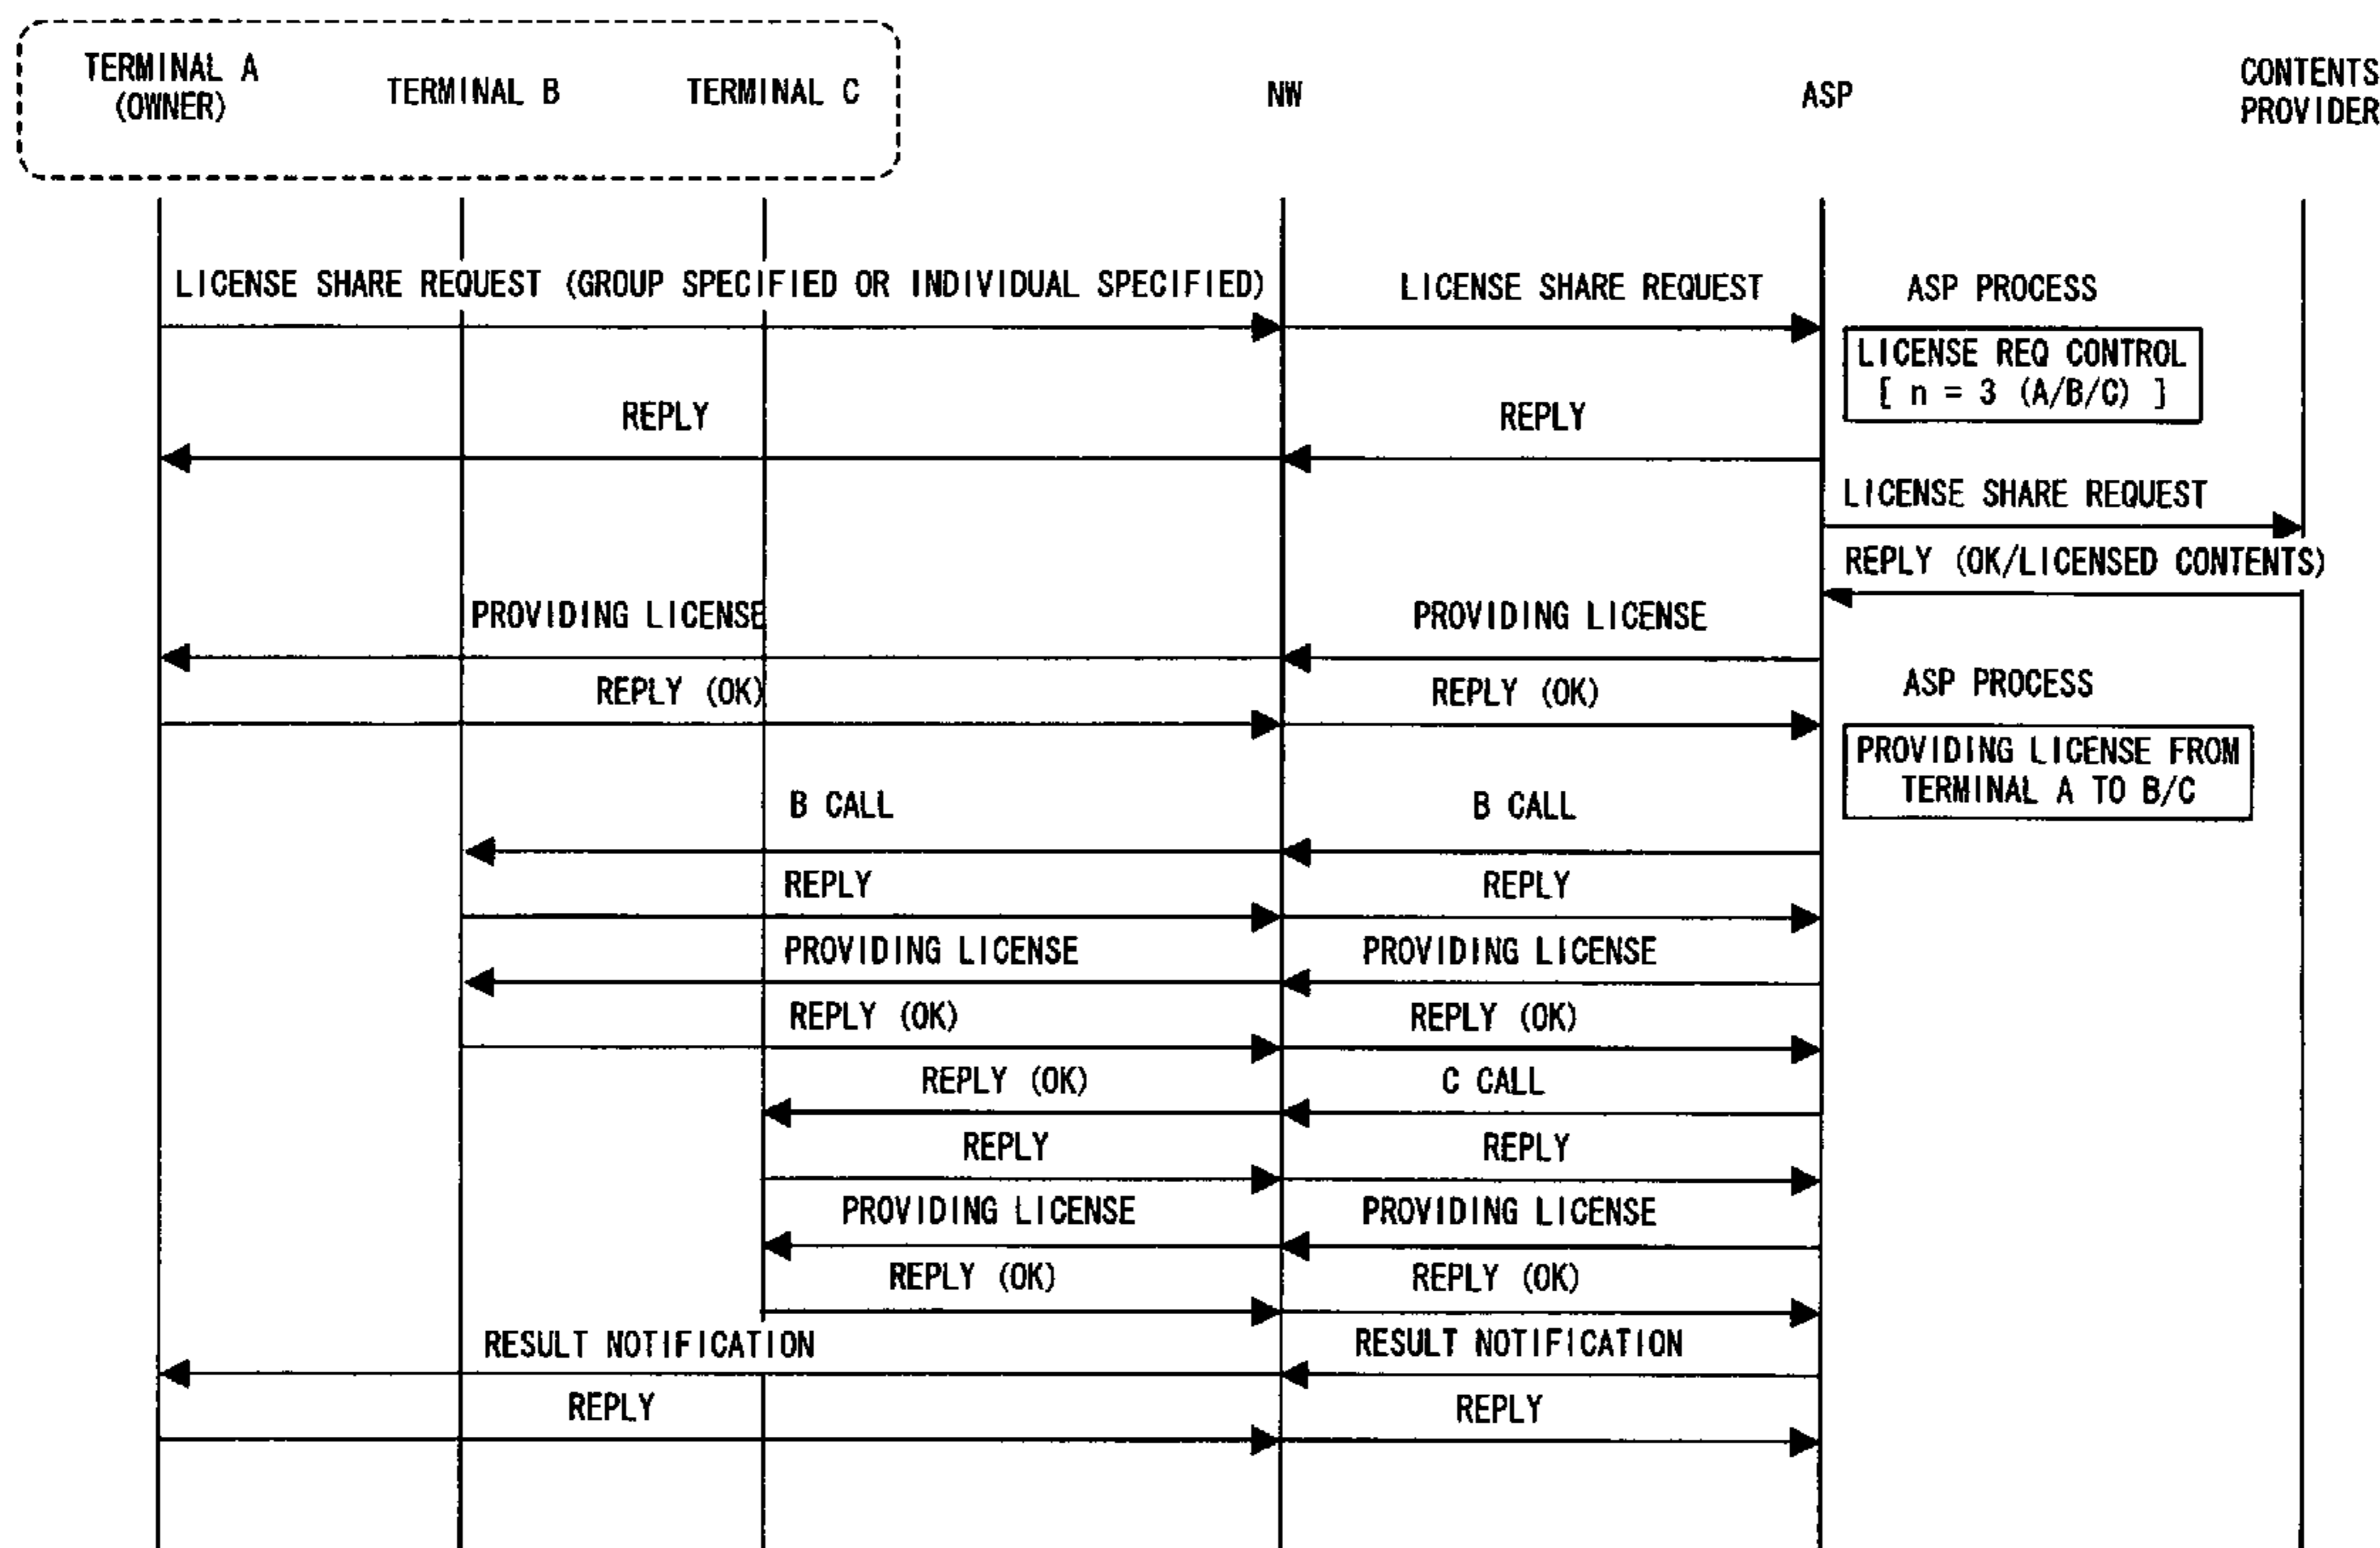 TERMINAL A
(OWNER)
TERMINAL B
TERMINAL C
NW
ASP
CONTENTS
PROVIDER
LICENSE SHARE REQUEST (GROUP SPECIFIED OR INDIVIDUAL SPECIFIED)
LICENSE SHARE REQUEST
ASP PROCESS
LICENSE REQ CONTROL
[ n = 3 (A/B/C) ]
REPLY
REPLY
LICENSE SHARE REQUEST
REPLY (OK/LICENSED CONTENTS)
PROVIDING LICENSE
PROVIDING LICENSE
REPLY (OK)
REPLY (OK)
ASP PROCESS
PROVIDING LICENSE FROM
TERMINAL A TO B/C
B CALL
B CALL
REPLY
REPLY
PROVIDING LICENSE
PROVIDING LICENSE
REPLY (OK)
REPLY (OK)
REPLY (OK)
C CALL
REPLY
REPLY
PROVIDING LICENSE
PROVIDING LICENSE
REPLY (OK)
REPLY (OK)
RESULT NOTIFICATION
RESULT NOTIFICATION
REPLY
REPLY